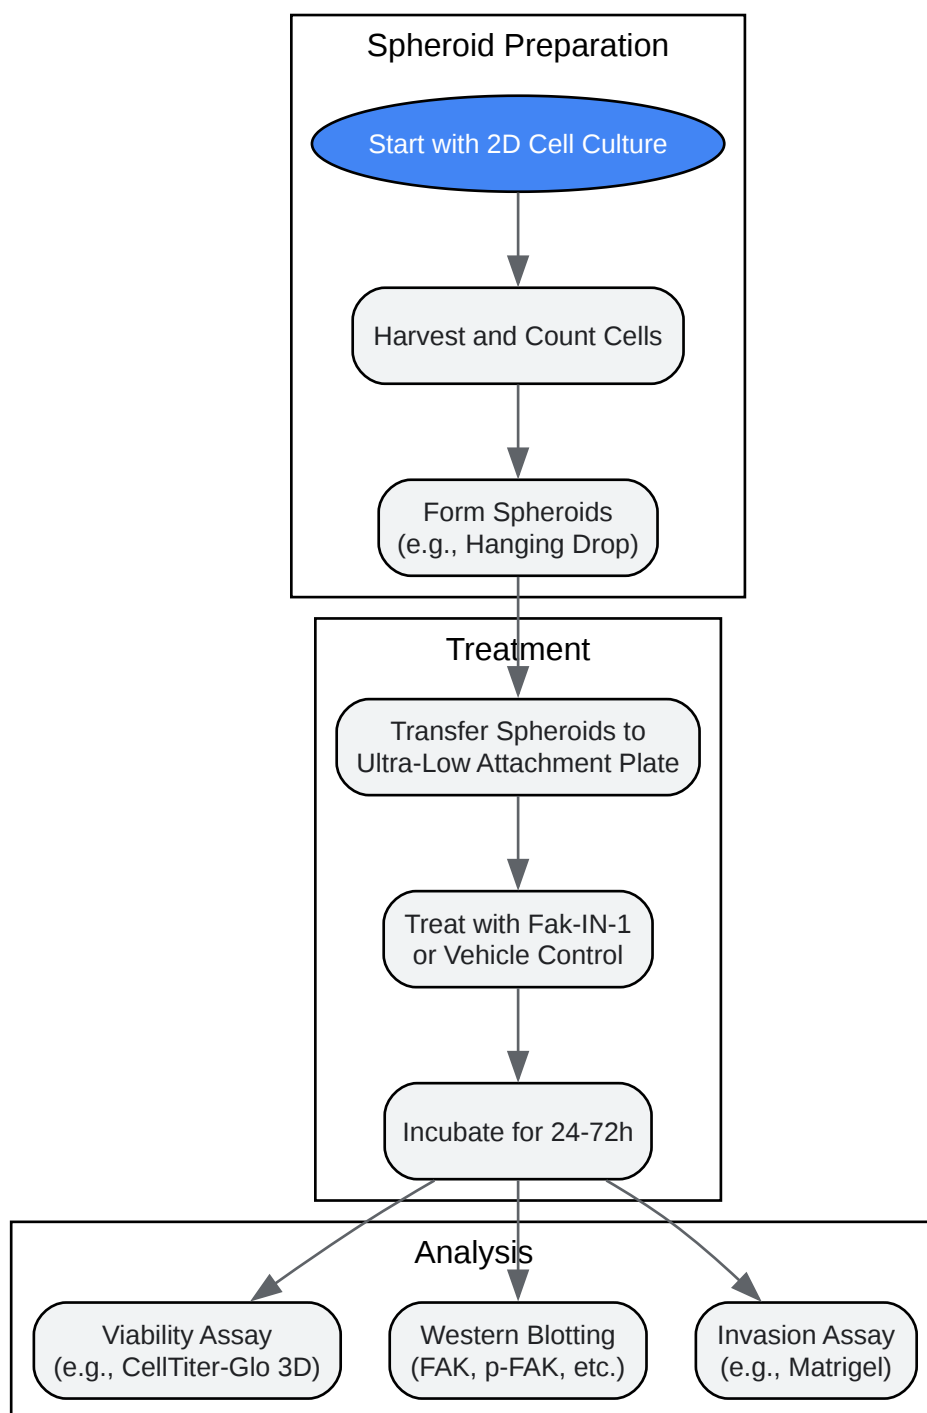 Spheroid Preparation
Start with 2D Cell Culture
Harvest and Count Cells
Form Spheroids
(e.g., Hanging Drop)
Treatment
Transfer Spheroids to
Ultra-Low Attachment Plate
Treat with Fak-IN-1
or Vehicle Control
Incubate for 24-72h
Analysis
Viability Assay
(e.g., CellTiter-Glo 3D)
Western Blotting
(FAK, p-FAK, etc.)
Invasion Assay
(e.g., Matrigel)